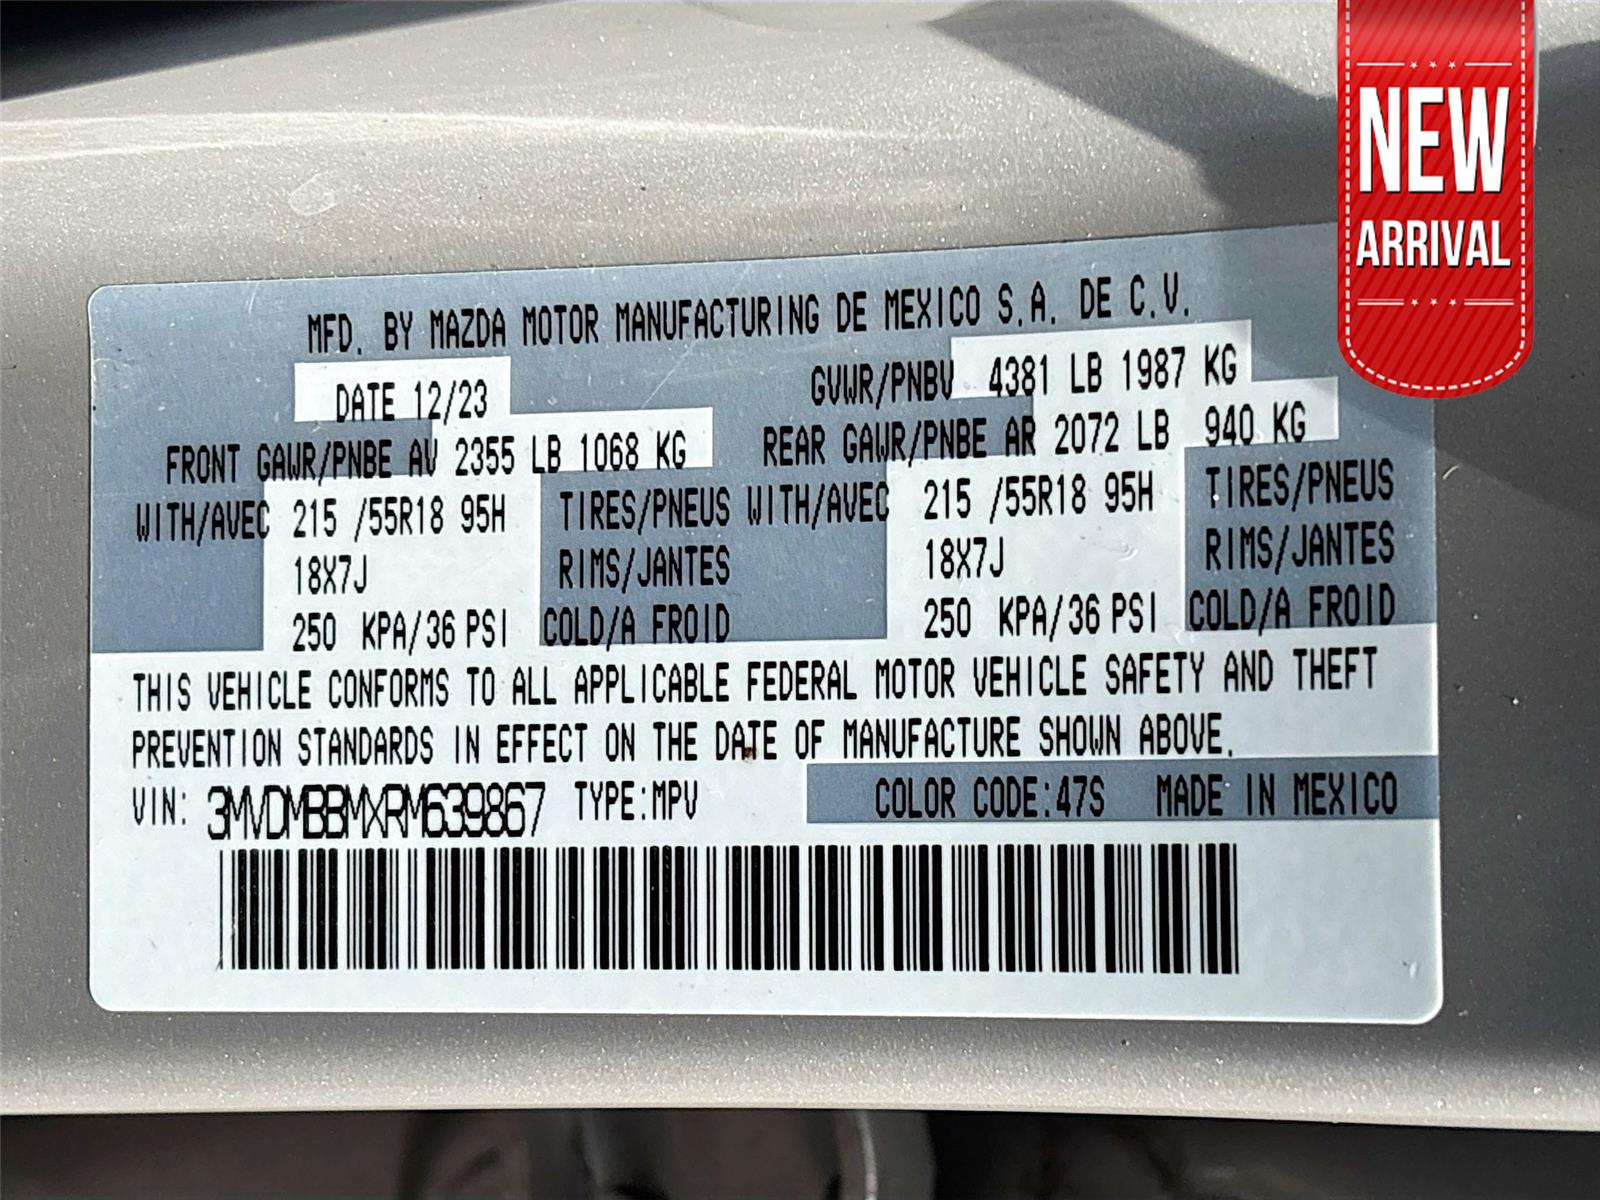 NEW
ARRIVAL
MFD. BY MAZDA MOTOR MANUFACTURING DE MEXICO S.A. DE C.V.
DATE 12/23 GVWR/PNBV 4381 LB 1987 KG
FRONT GAWR/PNBE AV 2355 LB 1068 KG REAR GAWR/PNBE AR 2072 LB 940 KG
WITH/AVEC 215 /55R18 95H TIRES/PNEUS WITH/AVEC 215 /55R18 95H TIRES/PNEUS
18X7J RIMS/JANTES 18X7J RIMS/JANTES
250 KPA/36 PSI COLD/A FROID 250 KPA/36 PSI COLD/A FROID
THIS VEHICLE CONFORMS TO ALL APPLICABLE FEDERAL MOTOR VEHICLE SAFETY AND THEFT
PREVENTION STANDARDS IN EFFECT ON THE DATE OF MANUFACTURE SHOWN ABOVE.
VIN: 3MVDMBBMXRM639867 TYPE:MPV COLOR CODE:47S MADE IN MEXICO